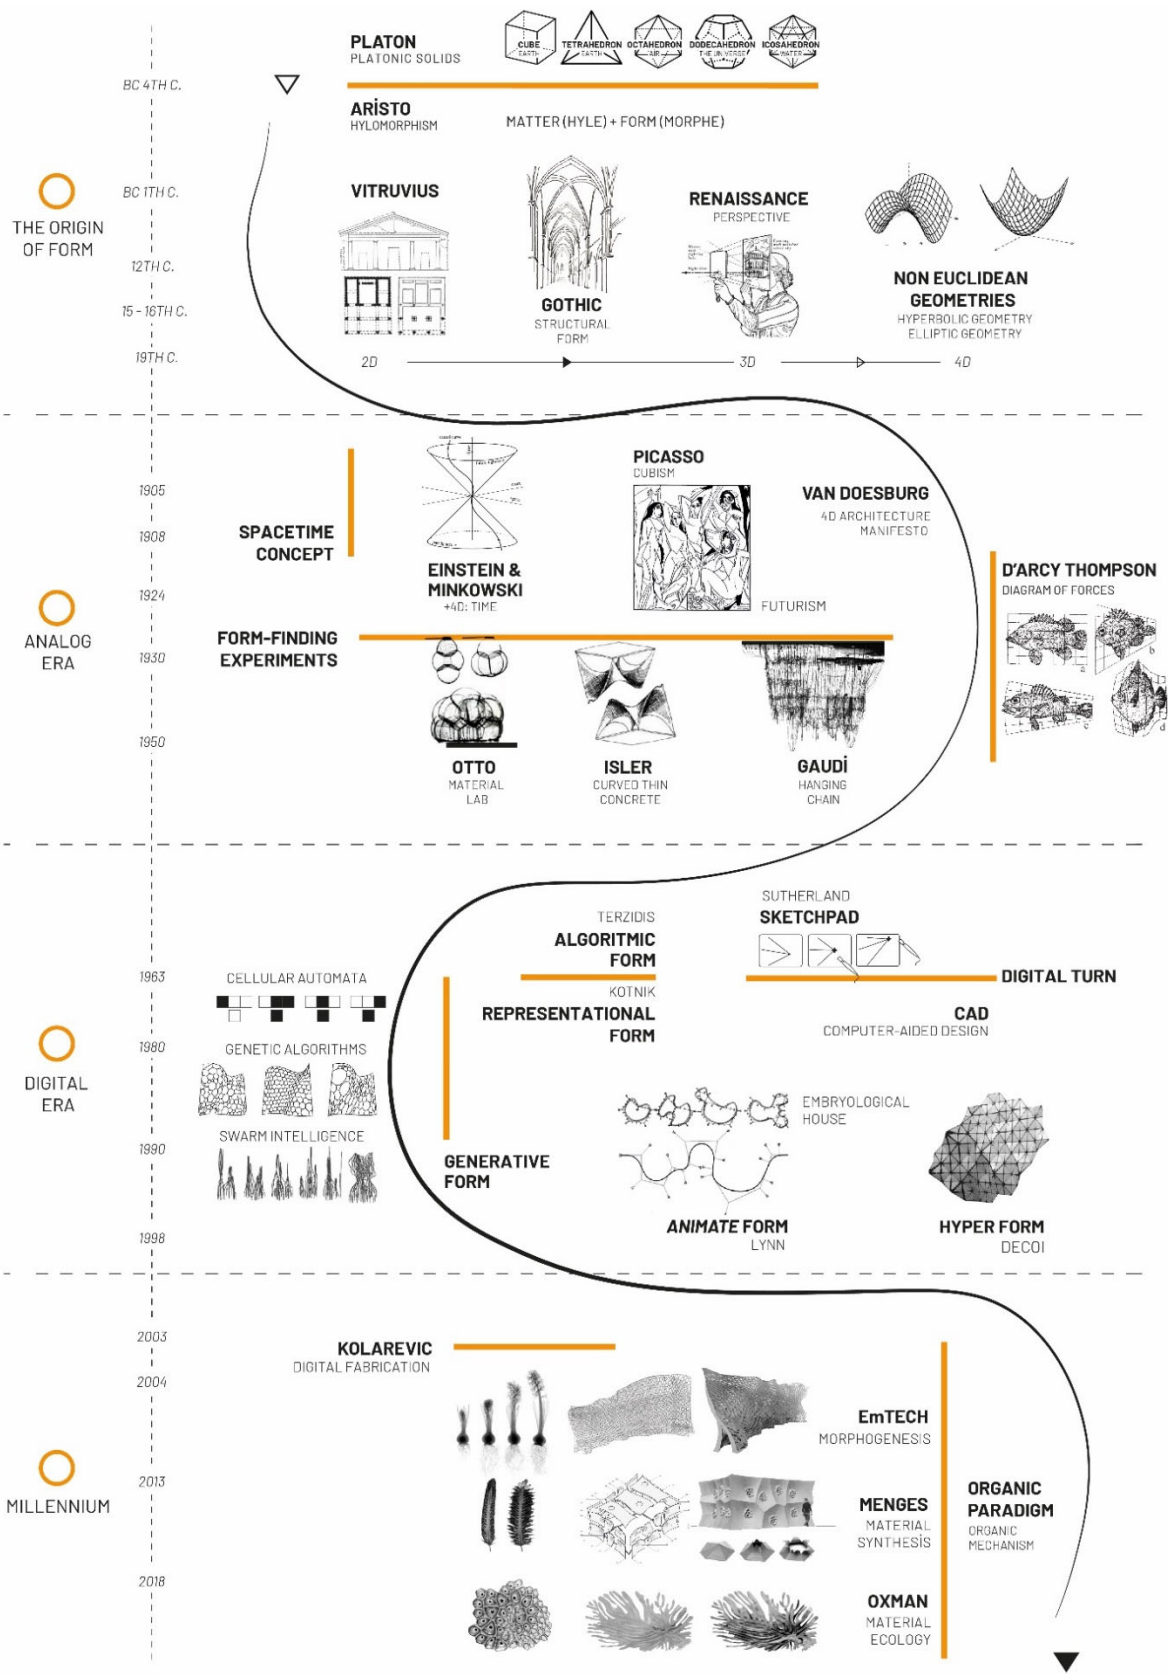 PLATON
PLATONIC SOLIDS
CUBE
EARTH
TETRAHEDRON
EARTH
OCTAHEDRON
AIR
DODECAHEDRON
THE UNIVERSE
ICOSAHEDRON
WATER
BC 4TH C.
ARİSTO
HYLOMORPHISM
MATTER (HYLE) + FORM (MORPHE)
THE ORIGIN
OF FORM
BC 1TH C.
12TH C.
15 - 16TH C.
19TH C.
VITRUVIUS
GOTHIC
STRUCTURAL
FORM
RENAISSANCE
PERSPECTIVE
NON EUCLIDEAN
GEOMETRIES
HYPERBOLIC GEOMETRY
ELLIPTIC GEOMETRY
2D
3D
4D
ANALOG
ERA
1905
1908
1924
1930
1950
SPACETIME
CONCEPT
EINSTEIN &
MINKOWSKI
+4D: TIME
PICASSO
CUBISM
FUTURISM
VAN DOESBURG
4D ARCHITECTURE
MANIFESTO
D'ARCY THOMPSON
DIAGRAM OF FORCES
a
b
c
d
FORM-FINDING
EXPERIMENTS
OTTO
MATERIAL
LAB
ISLER
CURVED THIN
CONCRETE
GAUDİ
HANGING
CHAIN
DIGITAL
ERA
1963
1980
1990
1998
CELLULAR AUTOMATA
GENETIC ALGORITHMS
SWARM INTELLIGENCE
GENERATIVE
FORM
TERZIDIS
ALGORITMIC
FORM
KOTNIK
REPRESENTATIONAL
FORM
SUTHERLAND
SKETCHPAD
DIGITAL TURN
CAD
COMPUTER-AIDED DESIGN
EMBRYOLOGICAL
HOUSE
ANIMATE FORM
LYNN
HYPER FORM
DECOI
MILLENNIUM
2003
2004
2013
2018
KOLAREVIC
DIGITAL FABRICATION
EmTECH
MORPHOGENESIS
MENGES
MATERIAL
SYNTHESİS
OXMAN
MATERIAL
ECOLOGY
ORGANIC
PARADIGM
ORGANIC
MECHANISM